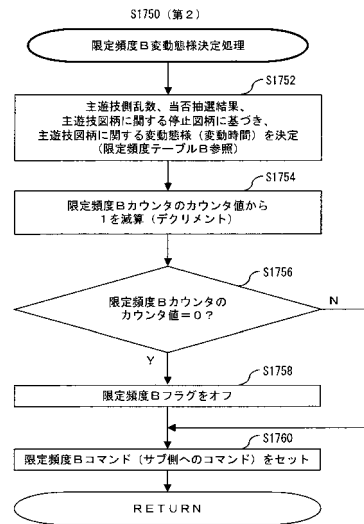 S1750(第2)
限定頻度B変動態様決定処理
S1752
主遊技側乱数、当否抽選結果、
主遊技図柄に関する停止図柄に基づき、
主遊技図柄に関する変動態様(変動時間)を決定
(限定頻度テーブルB参照)
S1754
限定頻度Bカウンタのカウンタ値から
1を減算(デクリメント)
S1756
限定頻度Bカウンタの
カウンタ値=0?
N
Y
S1758
限定頻度Bフラグをオフ
S1760
限定頻度Bコマンド(サブ側へのコマンド)をセット
RETURN